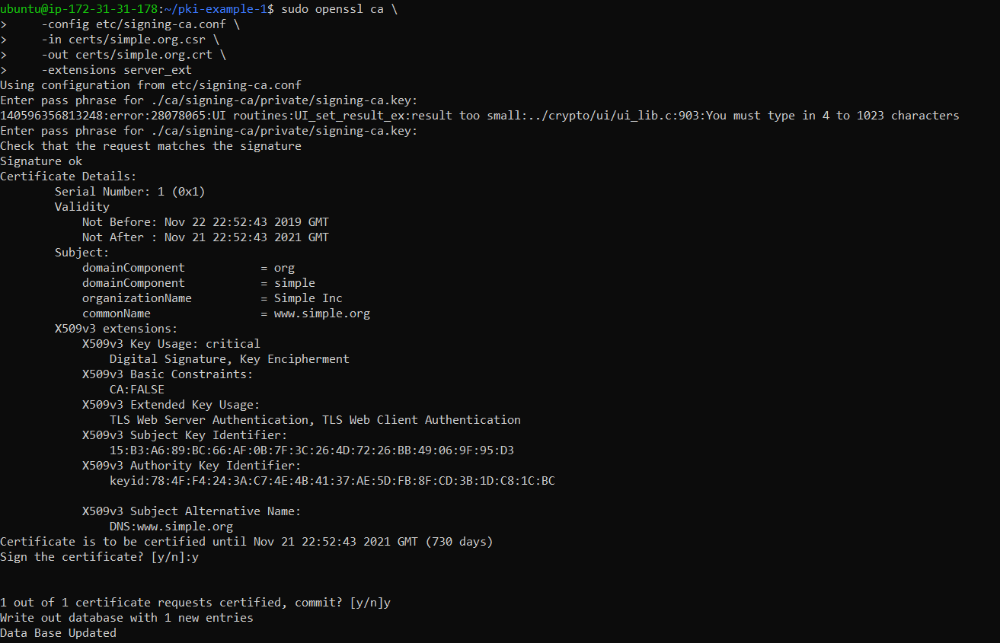 ubuntu@ip-172-31-31-178:~/pki-example-1$ sudo openssl ca \
>     -config etc/signing-ca.conf \
>     -in certs/simple.org.csr \
>     -out certs/simple.org.crt \
>     -extensions server_ext
Using configuration from etc/signing-ca.conf
Enter pass phrase for ./ca/signing-ca/private/signing-ca.key:
140596356813248:error:28078065:UI routines:UI_set_result_ex:result too small:../crypto/ui/ui_lib.c:903:You must type in 4 to 1023 characters
Enter pass phrase for ./ca/signing-ca/private/signing-ca.key:
Check that the request matches the signature
Signature ok
Certificate Details:
        Serial Number: 1 (0x1)
        Validity
            Not Before: Nov 22 22:52:43 2019 GMT
            Not After : Nov 21 22:52:43 2021 GMT
        Subject:
            domainComponent           = org
            domainComponent           = simple
            organizationName          = Simple Inc
            commonName                = www.simple.org
        X509v3 extensions:
            X509v3 Key Usage: critical
                Digital Signature, Key Encipherment
            X509v3 Basic Constraints:
                CA:FALSE
            X509v3 Extended Key Usage:
                TLS Web Server Authentication, TLS Web Client Authentication
            X509v3 Subject Key Identifier:
                15:B3:A6:89:BC:66:AF:0B:7F:3C:26:4D:72:26:BB:49:06:9F:95:D3
            X509v3 Authority Key Identifier:
                keyid:78:4F:F4:24:3A:C7:4E:4B:41:37:AE:5D:FB:8F:CD:3B:1D:C8:1C:BC
            X509v3 Subject Alternative Name:
                DNS:www.simple.org
Certificate is to be certified until Nov 21 22:52:43 2021 GMT (730 days)
Sign the certificate? [y/n]:y
1 out of 1 certificate requests certified, commit? [y/n]y
Write out database with 1 new entries
Data Base Updated